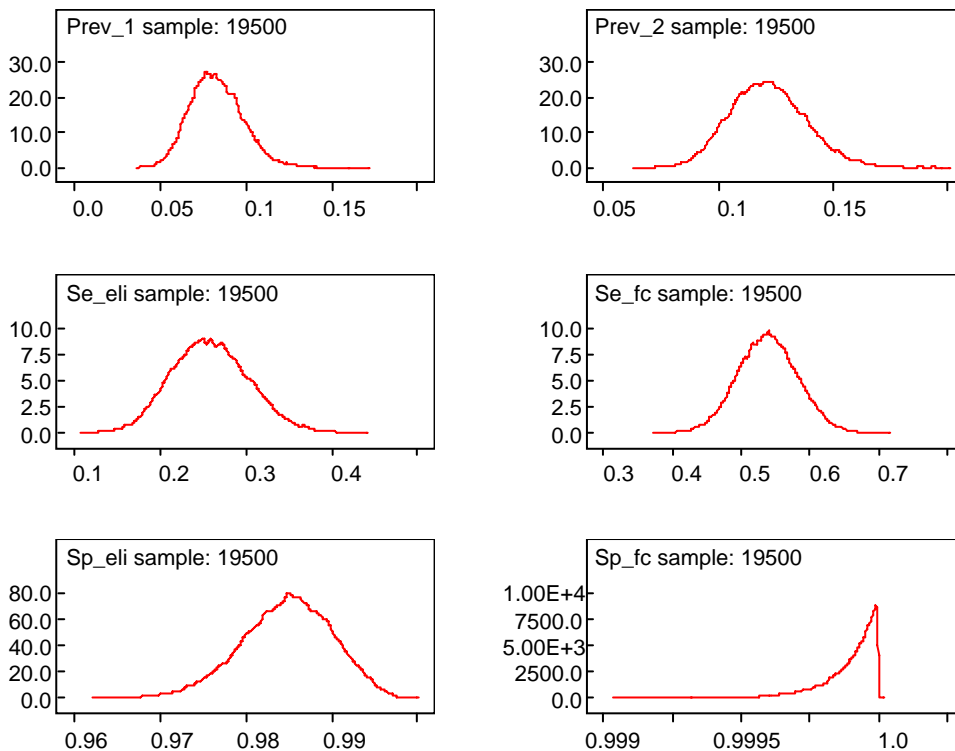 Prev_1 sample: 19500
30.0
20.0
10.0
0.0
0.0 0.05 0.1 0.15
Prev_2 sample: 19500
30.0
20.0
10.0
0.0
0.05 0.1 0.15
Se_eli sample: 19500
10.0
7.5
5.0
2.5
0.0
0.1 0.2 0.3 0.4
Se_fc sample: 19500
10.0
7.5
5.0
2.5
0.0
0.3 0.4 0.5 0.6 0.7
Sp_eli sample: 19500
80.0
60.0
40.0
20.0
0.0
0.96 0.97 0.98 0.99
Sp_fc sample: 19500
1.00E+4
7500.0
5.00E+3
2500.0
0.0
0.999 0.9995 1.0